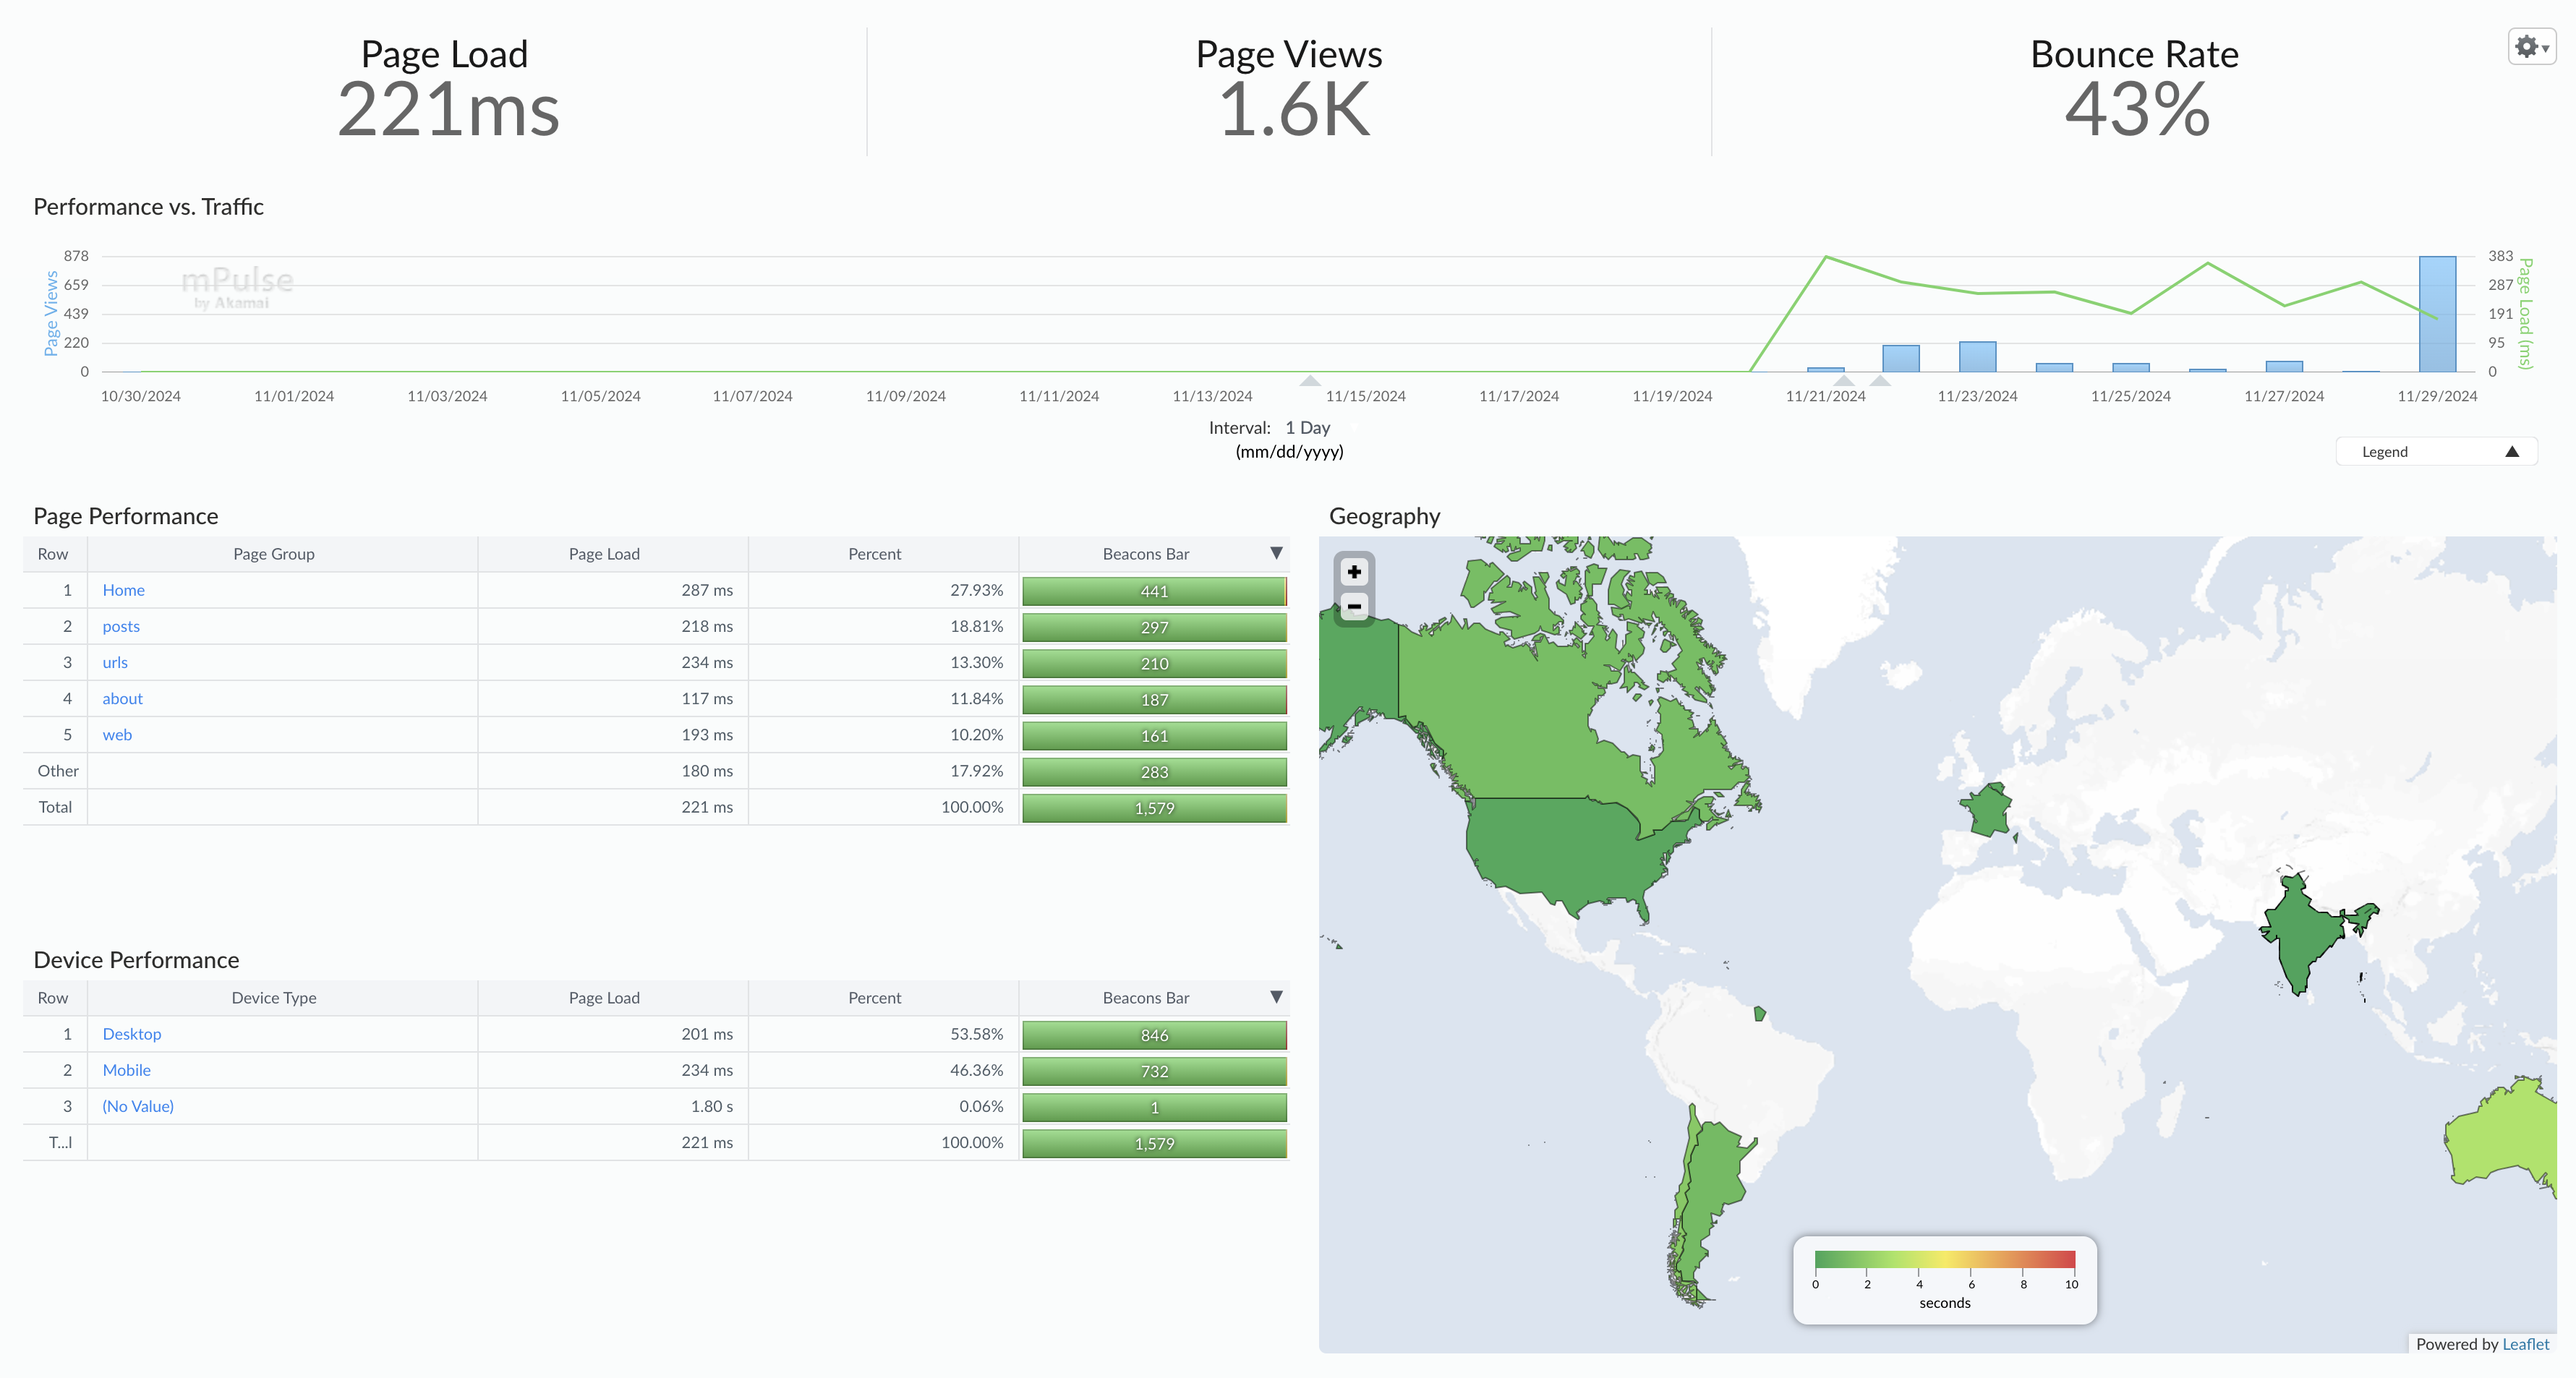 Page Load
221ms
Page Views
1.6K
Bounce Rate
43%
Performance vs. Traffic
mPulse
by Akamai
Page Views
878
659
439
220
0
383
287
191
95
0
Page Load (ms)
10/30/2024 11/01/2024 11/03/2024 11/05/2024 11/07/2024 11/09/2024 11/11/2024 11/13/2024 11/15/2024 11/17/2024 11/19/2024 11/21/2024 11/23/2024 11/25/2024 11/27/2024 11/29/2024
Interval: 1 Day
(mm/dd/yyyy)
Legend
Page Performance
Row Page Group Page Load Percent Beacons Bar
1 Home 287 ms 27.93% 441
2 posts 218 ms 18.81% 297
3 urls 234 ms 13.30% 210
4 about 117 ms 11.84% 187
5 web 193 ms 10.20% 161
Other 180 ms 17.92% 283
Total 221 ms 100.00% 1,579
Device Performance
Row Device Type Page Load Percent Beacons Bar
1 Desktop 201 ms 53.58% 846
2 Mobile 234 ms 46.36% 732
3 (No Value) 1.80 s 0.06% 1
T...l 221 ms 100.00% 1,579
Geography
+
−
0 2 4 6 8 10
seconds
Powered by Leaflet